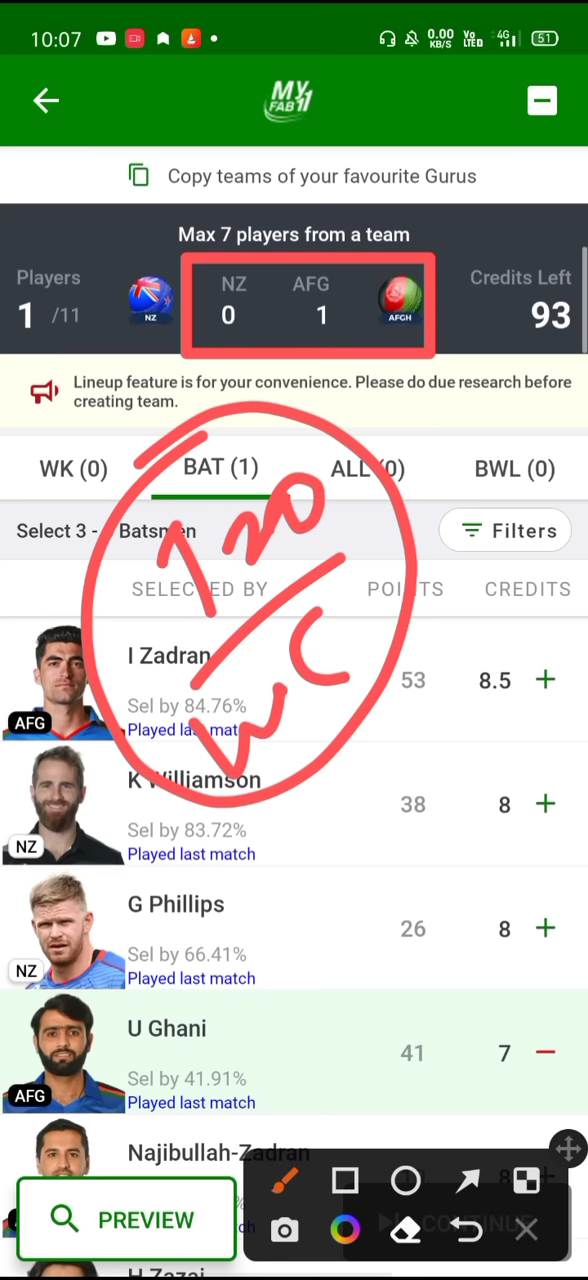 10:07 0.00 KB/S Vo LTE D 4G 51
MY FAB 11
Copy teams of your favourite Gurus
Max 7 players from a team
Players NZ AFG Credits Left
1 /11 NZ 0 1 AFGH 93
Lineup feature is for your convenience. Please do due research before
creating team.
WK (0) BAT (1) ALL (0) BWL (0)
Select 3 - Batsmen Filters
T20
WC
SELECTED BY POINTS CREDITS
I Zadran
AFG Sel by 84.76% 53 8.5 +
Played last match
K Williamson
NZ Sel by 83.72% 38 8 +
Played last match
G Phillips
NZ Sel by 66.41% 26 8 +
Played last match
U Ghani
AFG Sel by 41.91% 41 7 −
Played last match
Najibullah-Zadran
PREVIEW CONTINUE
H Zazai